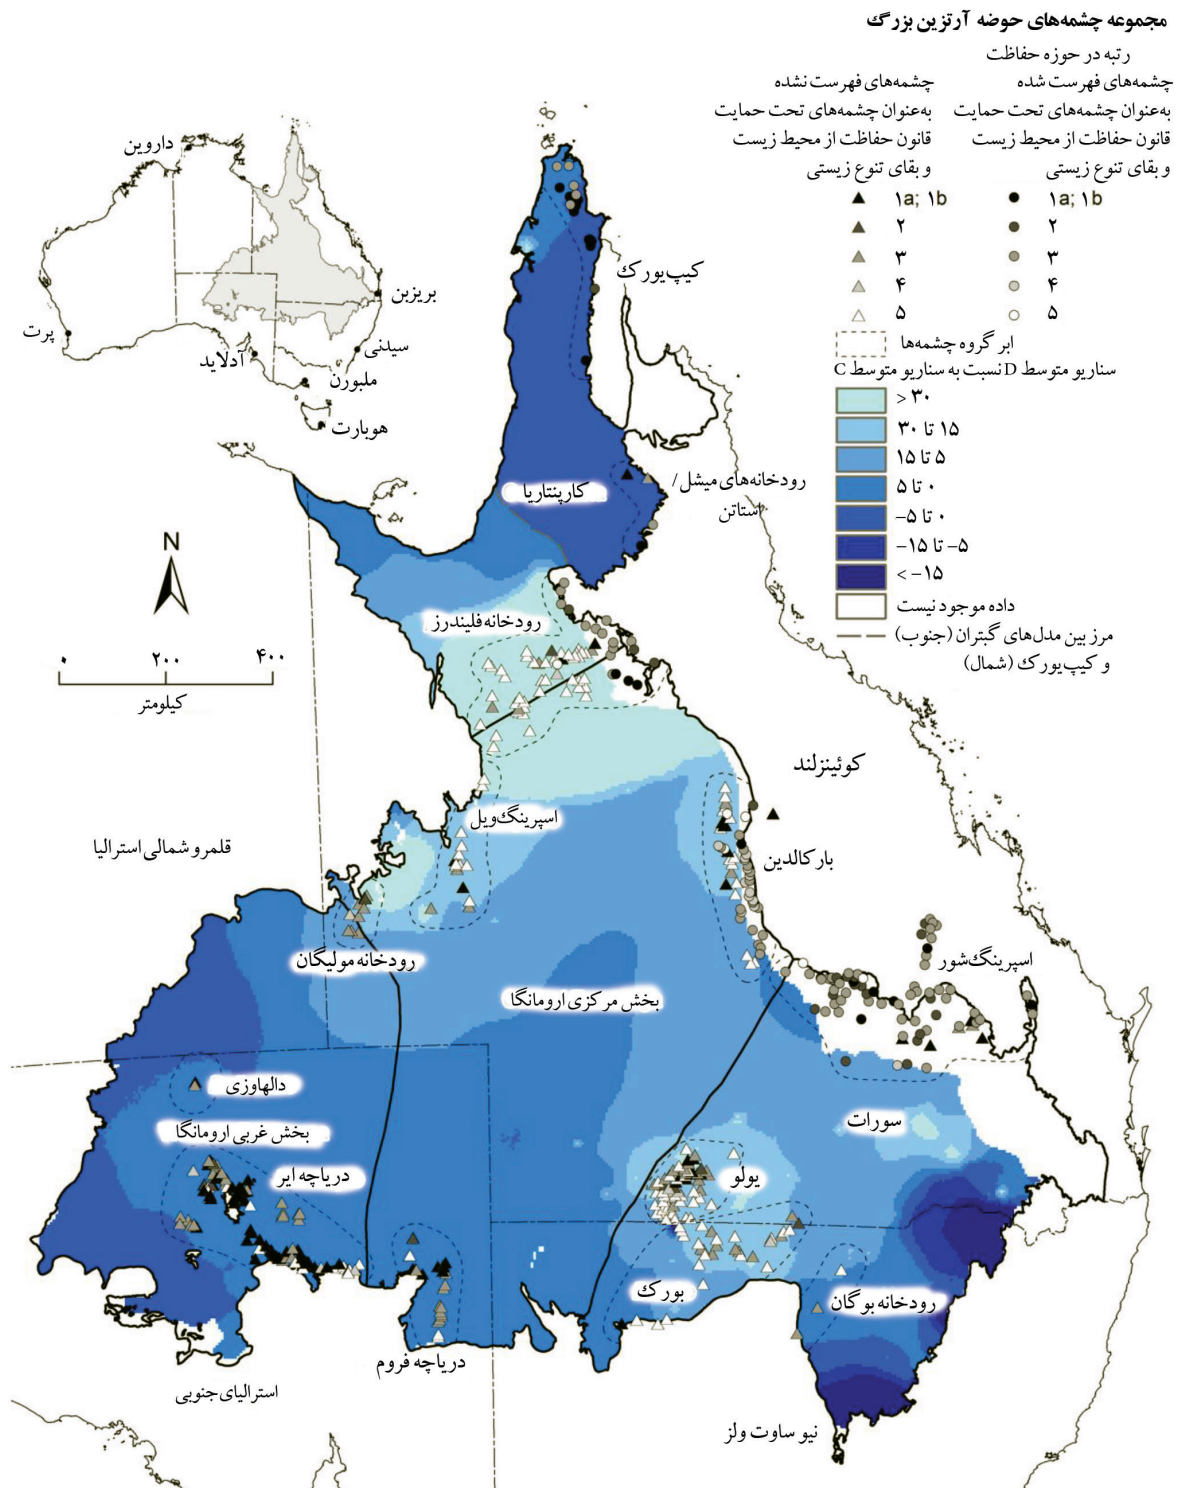 مجموعه چشمه‌های حوضه آرتزین بزرگ
رتبه در حوزه حفاظت
چشمه‌های فهرست شده
به‌عنوان چشمه‌های تحت حمایت
قانون حفاظت از محیط زیست
و بقای تنوع زیستی
چشمه‌های فهرست نشده
به‌عنوان چشمه‌های تحت حمایت
قانون حفاظت از محیط زیست
و بقای تنوع زیستی
۱a; ۱b
۲
۳
۴
۵
۱a; ۱b
۲
۳
۴
۵
ابر گروه چشمه‌ها
سناریو متوسط D نسبت به سناریو متوسط C
> ۳۰
۱۵ تا ۳۰
۵ تا ۱۵
۰ تا ۵
۰ تا ۵–
۵– تا ۱۵–
< –۱۵
داده موجود نیست
مرز بین مدل‌های گبتران (جنوب)
و کیپ‌یورک (شمال)
داروین
بریزبن
پرت
سیدنی
آدلاید
ملبورن
هوبارت
N
۰
۲۰۰
۴۰۰
کیلومتر
کیپ‌یورک
کارپنتاریا
رودخانه‌های میشل/
استاتن
رودخانه فلیندرز
کوئینزلند
اسپرینگ‌ویل
قلمرو شمالی استرالیا
بارکالدین
رودخانه مولیگان
اسپرینگ‌شور
بخش مرکزی ارومانگا
دالهاوزی
سورات
بخش غربی ارومانگا
دریاچه ایر
یولو
بورک
رودخانه بوگان
دریاچه فروم
استرالیای جنوبی
نیو ساوت ولز